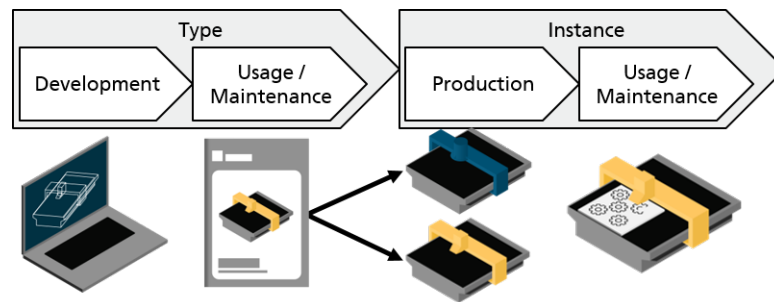 Type
Instance
Development
Usage /
Maintenance
Production
Usage /
Maintenance